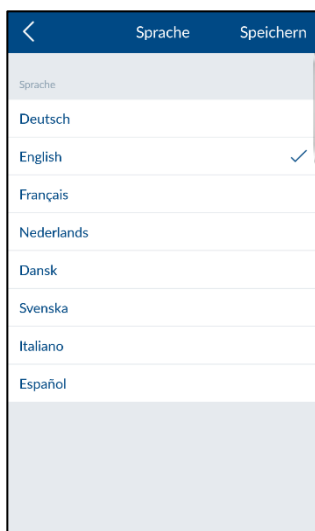 Sprache Speichern
Sprache
Deutsch
English
Français
Nederlands
Dansk
Svenska
Italiano
Español